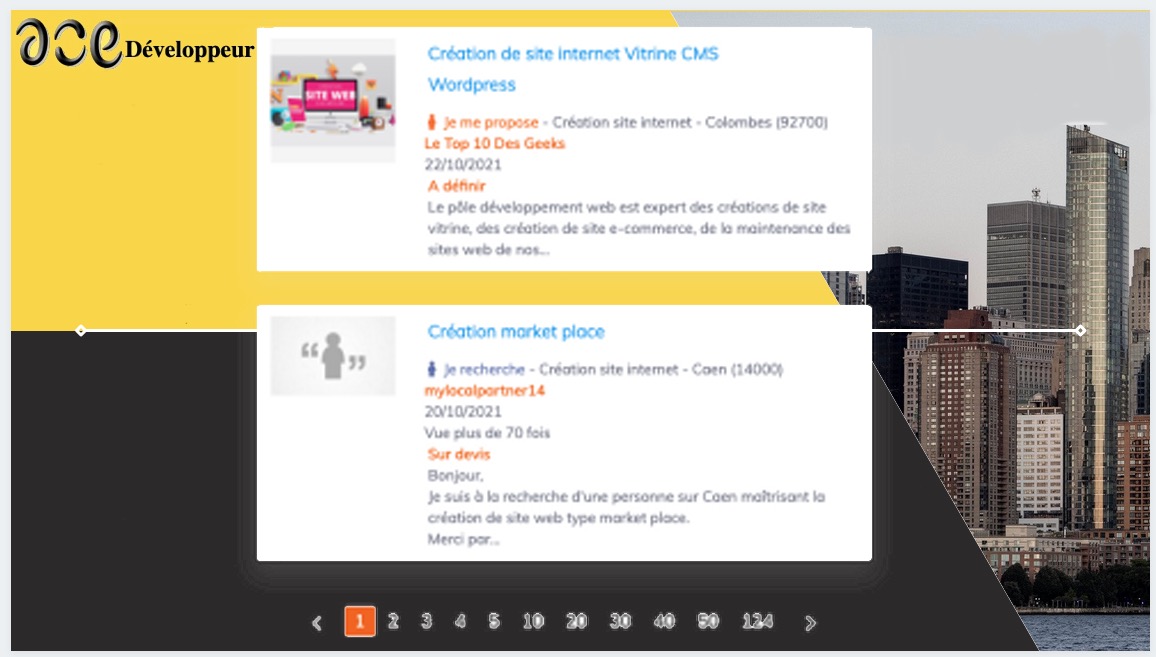 ace Développeur
SITE WEB
Création de site internet Vitrine CMS
Wordpress
Je me propose - Création site internet - Colombes (92700)
Le Top 10 Des Geeks
22/10/2021
A définir
Le pôle développement web est expert des créations de site
vitrine, des création de site e-commerce, de la maintenance des
sites web de nos...
“ ”
Création market place
Je recherche - Création site internet - Caen (14000)
mylocalpartner14
20/10/2021
Vue plus de 70 fois
Sur devis
Bonjour,
Je suis à la recherche d'une personne sur Caen maîtrisant la
création de site web type market place.
Merci par...
‹ 1 2 3 4 5 10 20 30 40 50 124 ›